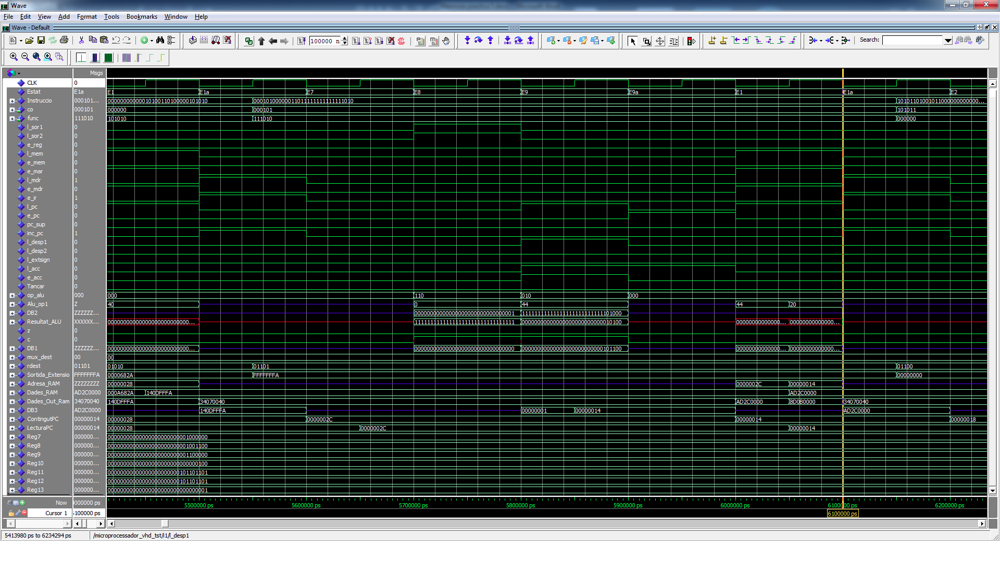 Wave
File Edit View Add Format Tools Bookmarks Window Help
Wave - Default
100000 n
Search:
Msgs
CLK 0
Estat E1a E1 E1a E7 E8 E9 E9a E1 E1a E2
Instruccio 000101... 00000000000010100110100000101010 00010100000011011111111111111010 1010110100101100000000000...
co 000101 000000 000101 101011
func 111010 101010 111010 000000
l_sor1 0
l_sor2 0
e_reg 0
l_mem 0
e_mem 0
e_mar 0
l_mdr 1
e_mdr 0
e_ir 1
l_pc 0
e_pc 0
pc_sup 0
inc_pc 1
l_desp1 0
l_desp2 0
l_extsign 0
l_acc 0
e_acc 0
Tancar 0
op_alu 000 000 110 010 000
Alu_op1 Z 40 0 44 44 20
DB2 ZZZZZZ... 00000000000000000000000000000001 11111111111111111111111111101000
Resultat_ALU XXXXXX... 0000000000000000000000000... 11111111111111111111111111111111 00000000000000000000000000010100 00000000000000... 00000000000000...
z 0
c 0
DB1 ZZZZZZ... 0000000000000000000000000... 00000000000000000000000000000000 00000000000000000000000000101100 00000000000000... 00000000000000...
mux_dest 00 00
rdest 01101 01010 01101 01100
Sortida_Extensio FFFFFFFA 0000682A FFFFFFFA 00000000
Adresa_RAM ZZZZZZZZ 00000028 0000002C 00000014
Dades_RAM AD2C0000 000A682A 140DFFFA AD2C0000
Dades_Out_Ram 34070040 140DFFFA 34070040 AD2C0000 8D0B0000 34070040
DB3 AD2C0000 140DFFFA 00000001 00000014 AD2C0000
ContingutPC 00000014 00000028 0000002C 00000014 00000018
LecturaPC 00000014 00000028 0000002C 00000014
Reg7 000000... 00000000000000000000000001000000
Reg8 000000... 00000000000000000000000001001100
Reg9 000000... 00000000000000000000000001100000
Reg10 000000... 00000000000000000000000000000100
Reg11 000000... 00000000000000000000000101101101
Reg12 000000... 00000000000000000000000101101101
Reg13 000000... 00000000000000000000000000000001
Now 0000000 ps
5500000 ps 5600000 ps 5700000 ps 5800000 ps 5900000 ps 6000000 ps 6100000 ps 6200000 ps
Cursor 1 6100000 ps 6100000 ps
5413980 ps to 6234294 ps /microprocessador_vhd_tst/i1/l_desp1